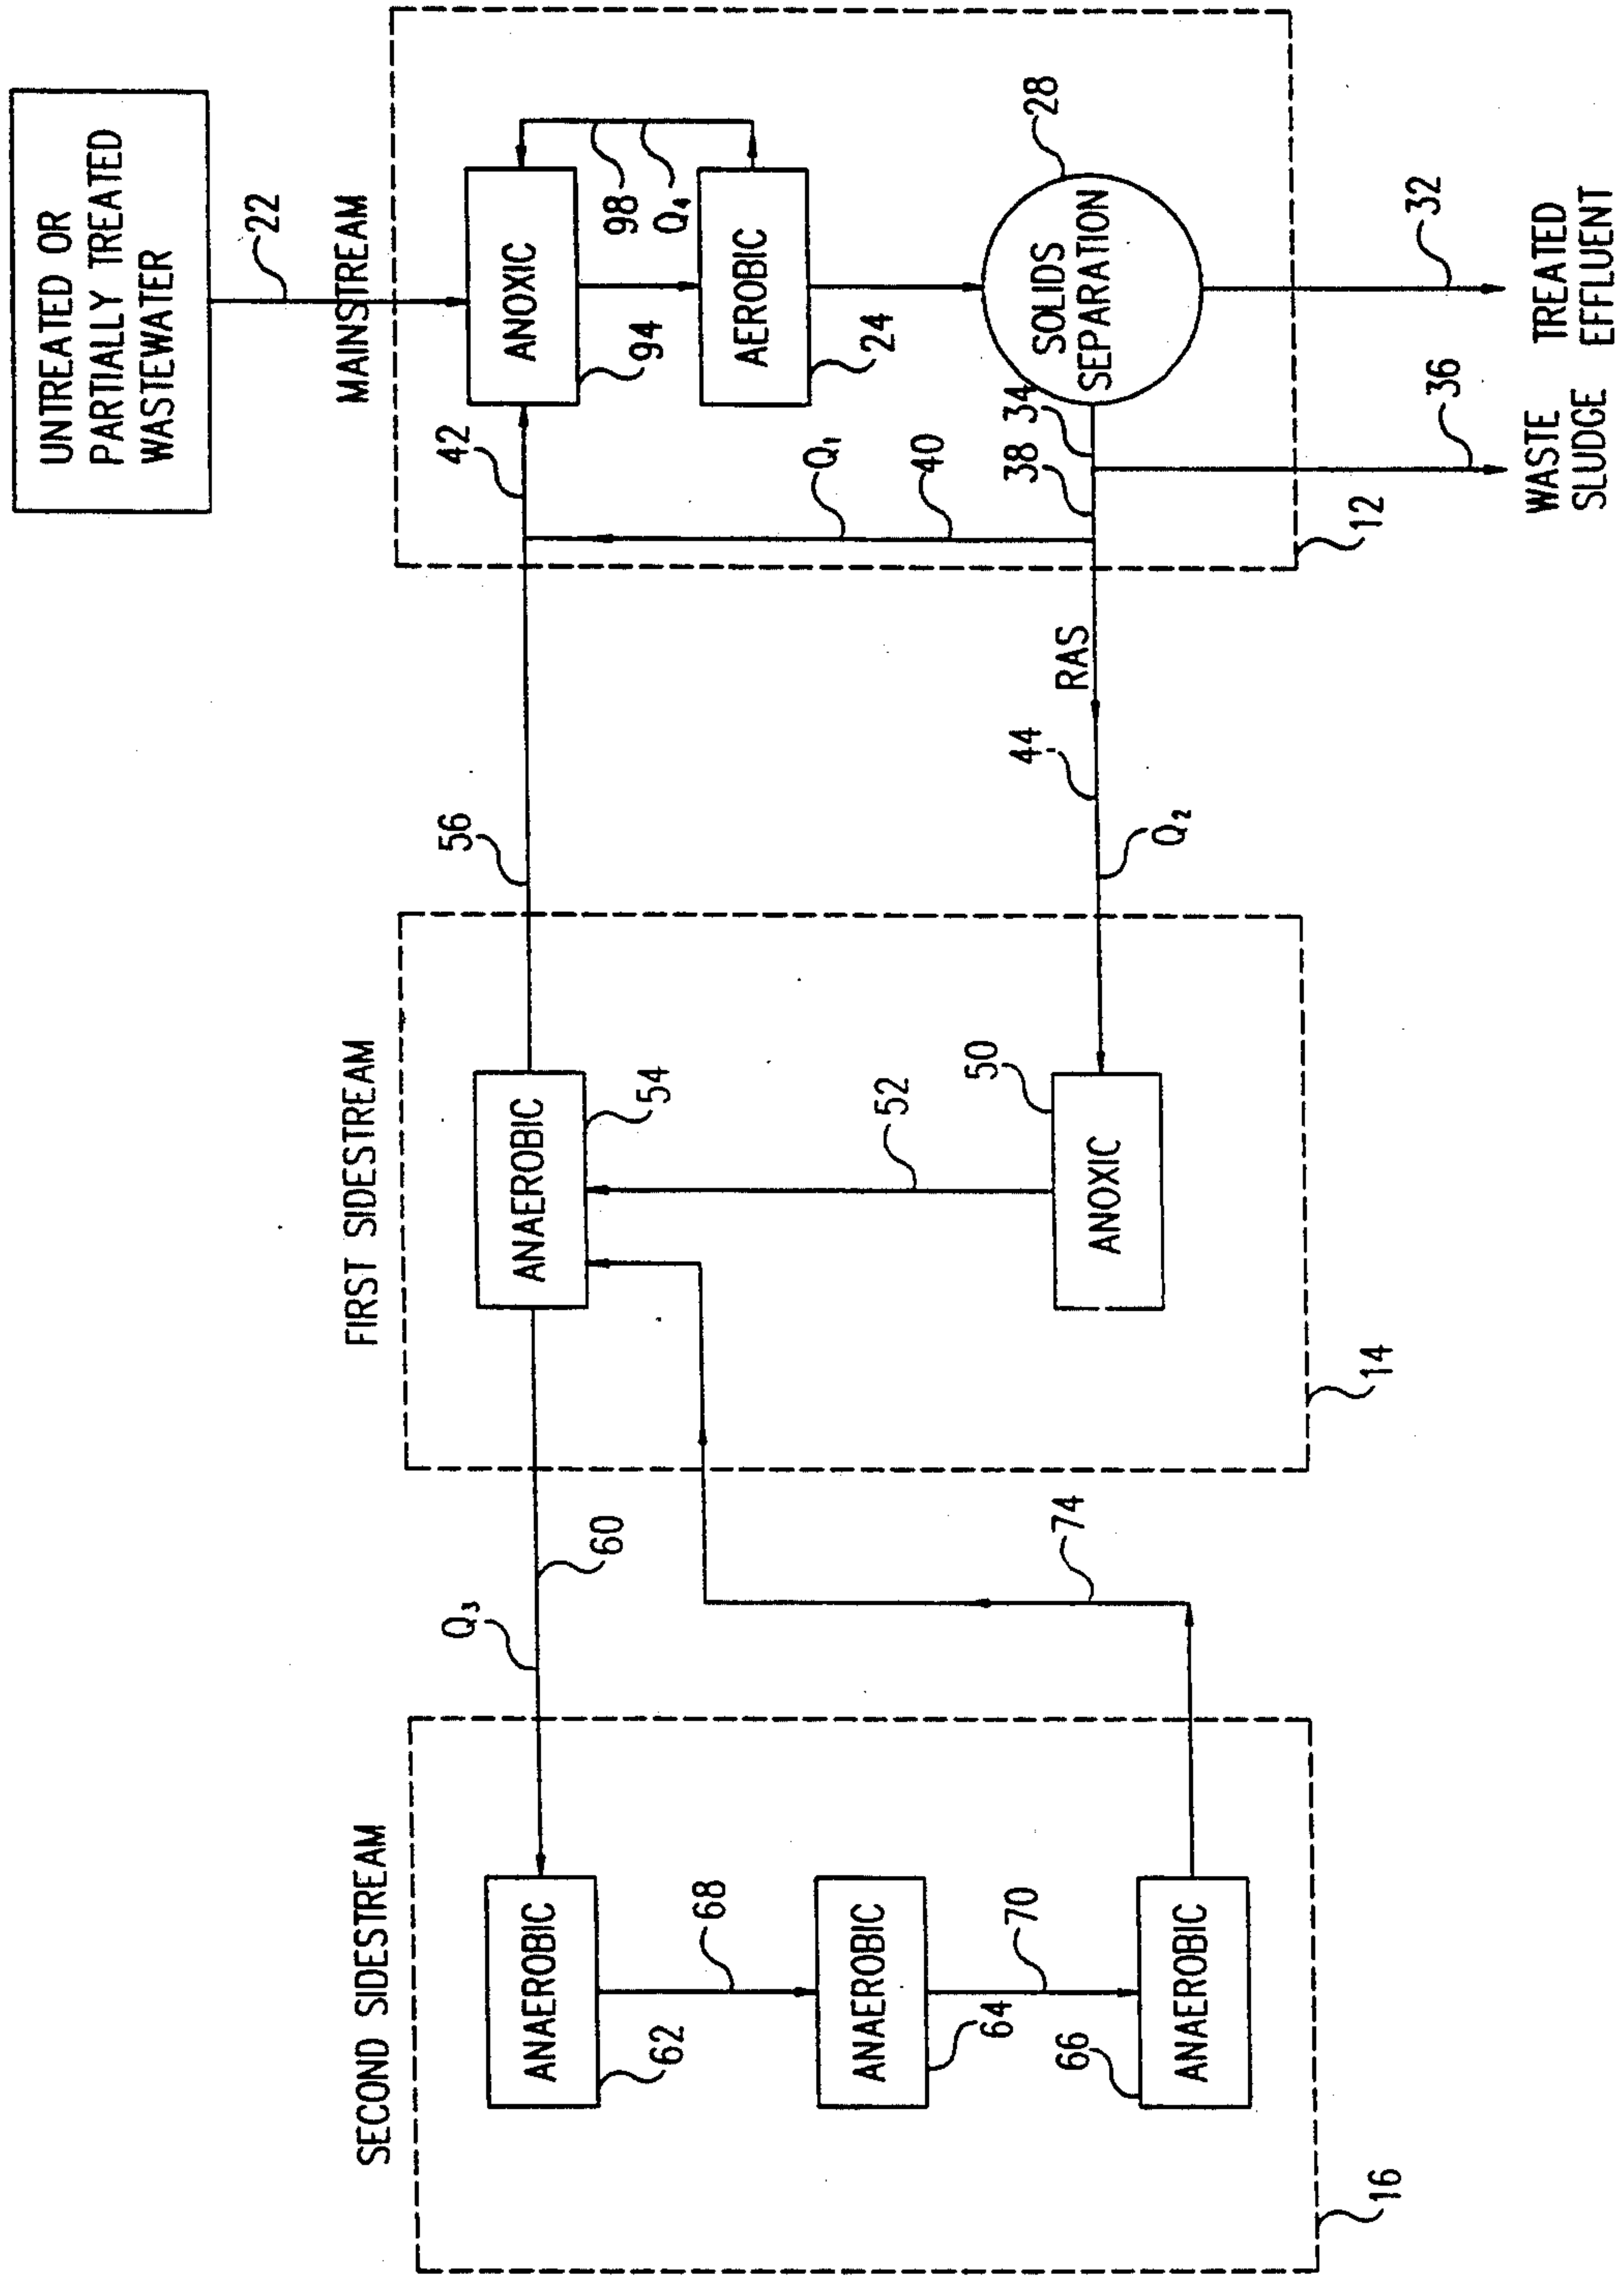 UNTREATED OR
PARTIALLY TREATED
WASTEWATER
22
MAINSTREAM
42
ANOXIC
94
98
Q4
AEROBIC
24
Q1
40
28
SOLIDS
SEPARATION
34
38
12
32
36
TREATED
EFFLUENT
WASTE
SLUDGE
56
RAS
44
Q2
FIRST SIDESTREAM
ANAEROBIC
54
52
50
ANOXIC
14
60
Q3
74
SECOND SIDESTREAM
ANAEROBIC
62
68
ANAEROBIC
64
70
66
ANAEROBIC
16